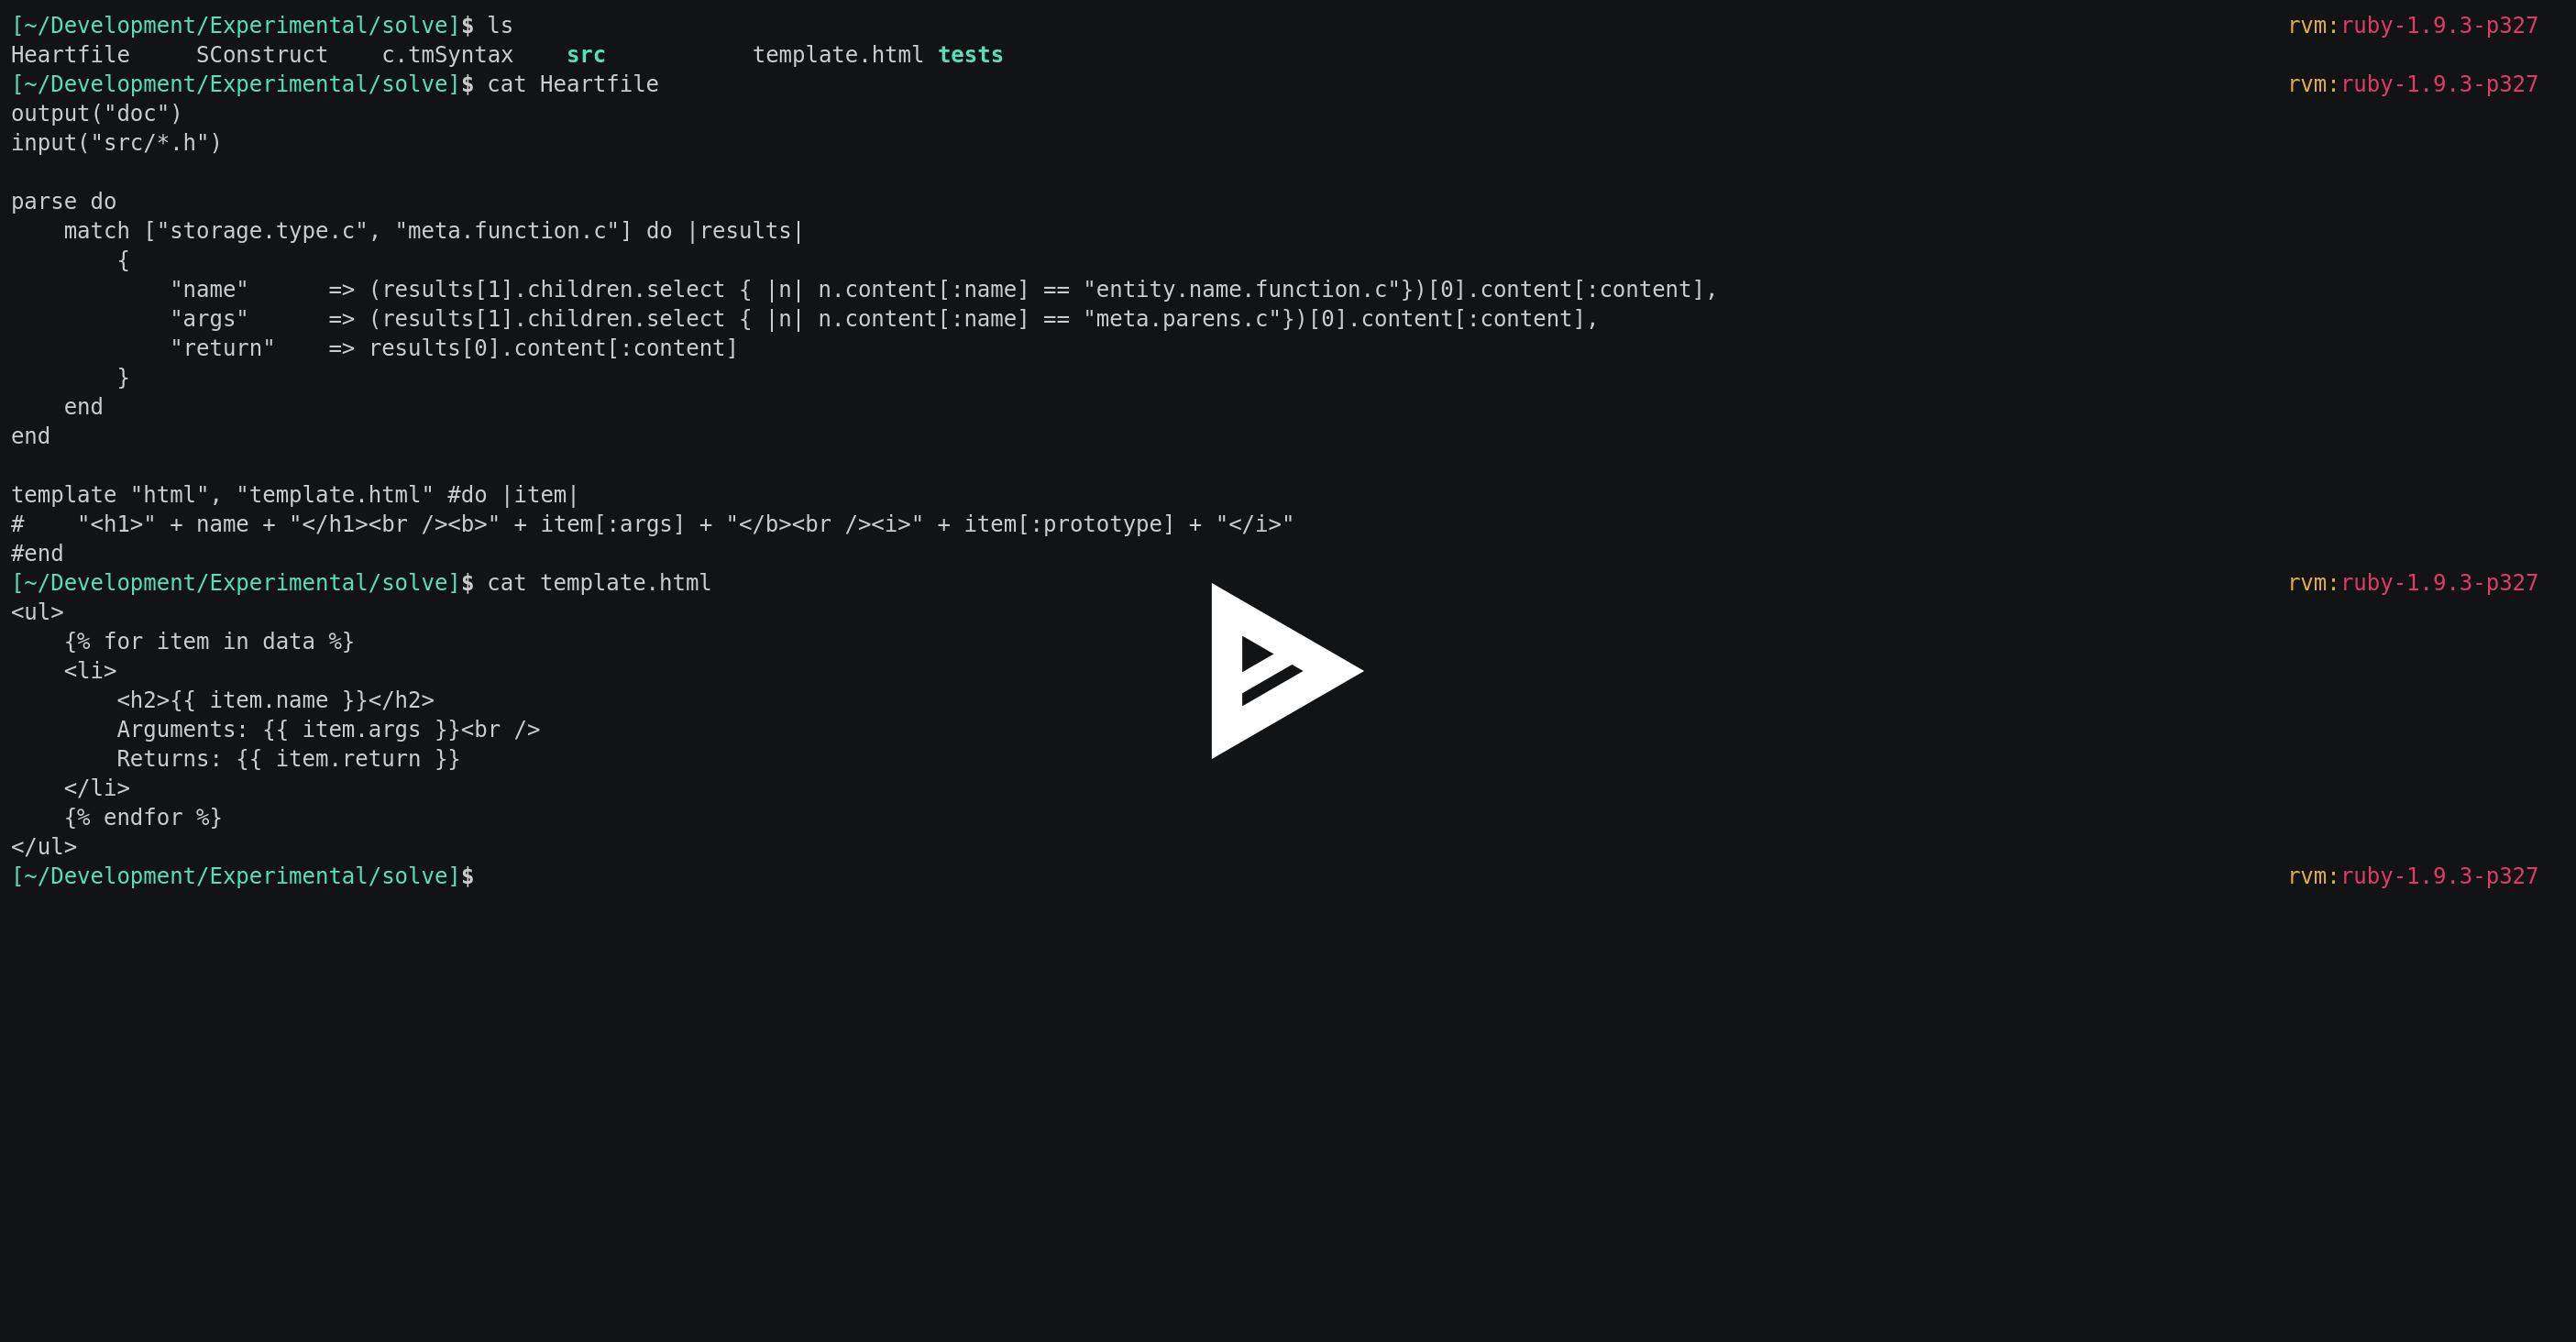 [~/Development/Experimental/solve]$ ls rvm:ruby-1.9.3-p327
Heartfile     SConstruct    c.tmSyntax    src           template.html tests
[~/Development/Experimental/solve]$ cat Heartfile rvm:ruby-1.9.3-p327
output("doc")
input("src/*.h")

parse do
    match ["storage.type.c", "meta.function.c"] do |results|
        {
            "name"      => (results[1].children.select { |n| n.content[:name] == "entity.name.function.c"})[0].content[:content],
            "args"      => (results[1].children.select { |n| n.content[:name] == "meta.parens.c"})[0].content[:content],
            "return"    => results[0].content[:content]
        }
    end
end

template "html", "template.html" #do |item|
#    "<h1>" + name + "</h1><br /><b>" + item[:args] + "</b><br /><i>" + item[:prototype] + "</i>"
#end
[~/Development/Experimental/solve]$ cat template.html rvm:ruby-1.9.3-p327
<ul>
    {% for item in data %}
    <li>
        <h2>{{ item.name }}</h2>
        Arguments: {{ item.args }}<br />
        Returns: {{ item.return }}
    </li>
    {% endfor %}
</ul>
[~/Development/Experimental/solve]$ rvm:ruby-1.9.3-p327